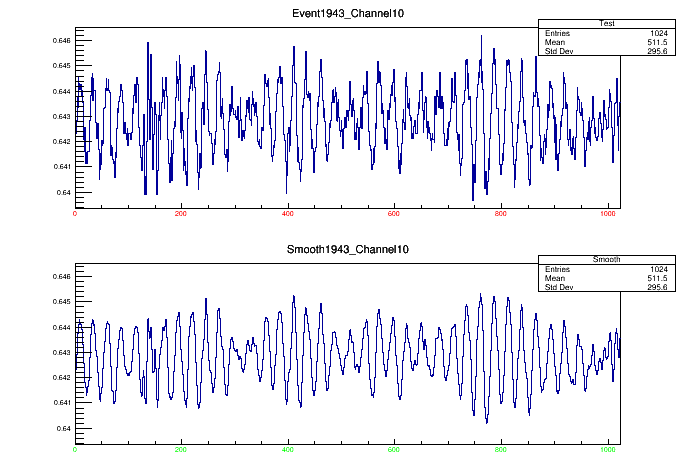 Event1943_Channel10
Test
Entries 1024
Mean 511.5
Std Dev 295.6
0.646
0.645
0.644
0.643
0.642
0.641
0.64
0 200 400 600 800 1000
Smooth1943_Channel10
Smooth
Entries 1024
Mean 511.5
Std Dev 295.6
0.646
0.645
0.644
0.643
0.642
0.641
0.64
0 200 400 600 800 1000